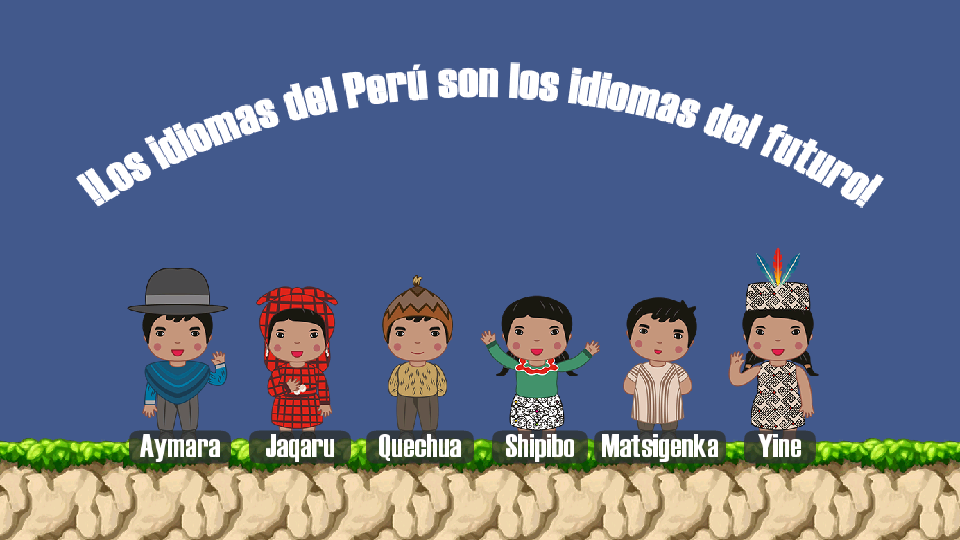 ¡Los idiomas del Perú son los idiomas del futuro!
Aymara
Jaqaru
Quechua
Shipibo
Matsigenka
Yine